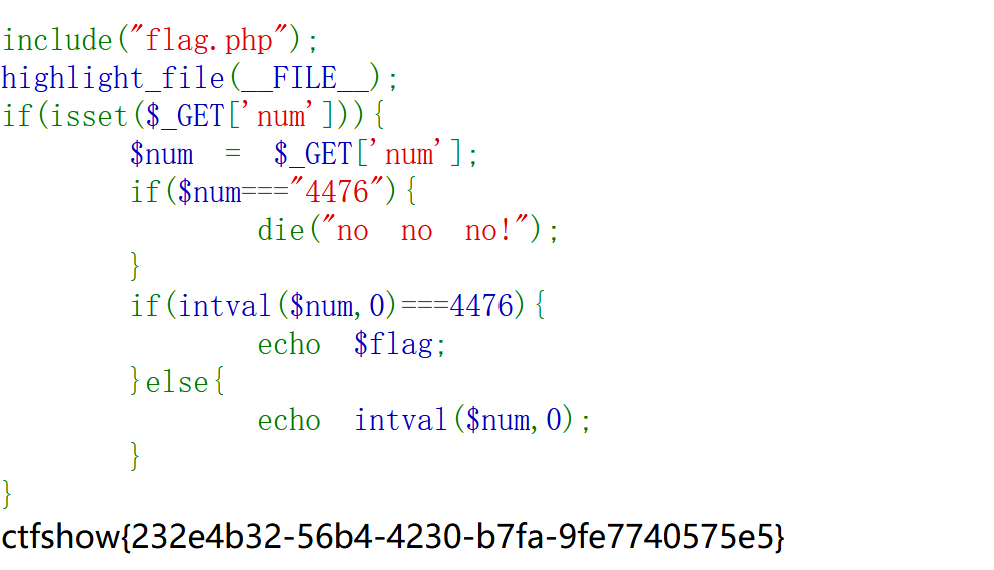 include("flag.php");
highlight_file(__FILE__);
if(isset($_GET['num'])){
$num = $_GET['num'];
if($num==="4476"){
die("no no no!");
}
if(intval($num,0)===4476){
echo $flag;
}else{
echo intval($num,0);
}
}
ctfshow{232e4b32-56b4-4230-b7fa-9fe7740575e5}